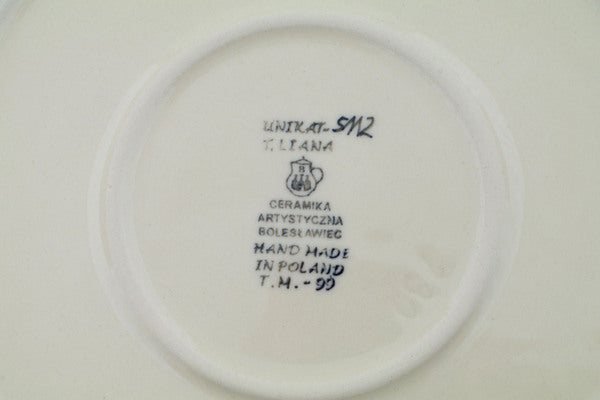 UNIKAT-SM2
T. LIANA
B
CERAMIKA
ARTYSTYCZNA
BOLESŁAWIEC
HAND MADE
IN POLAND
T.M.-99